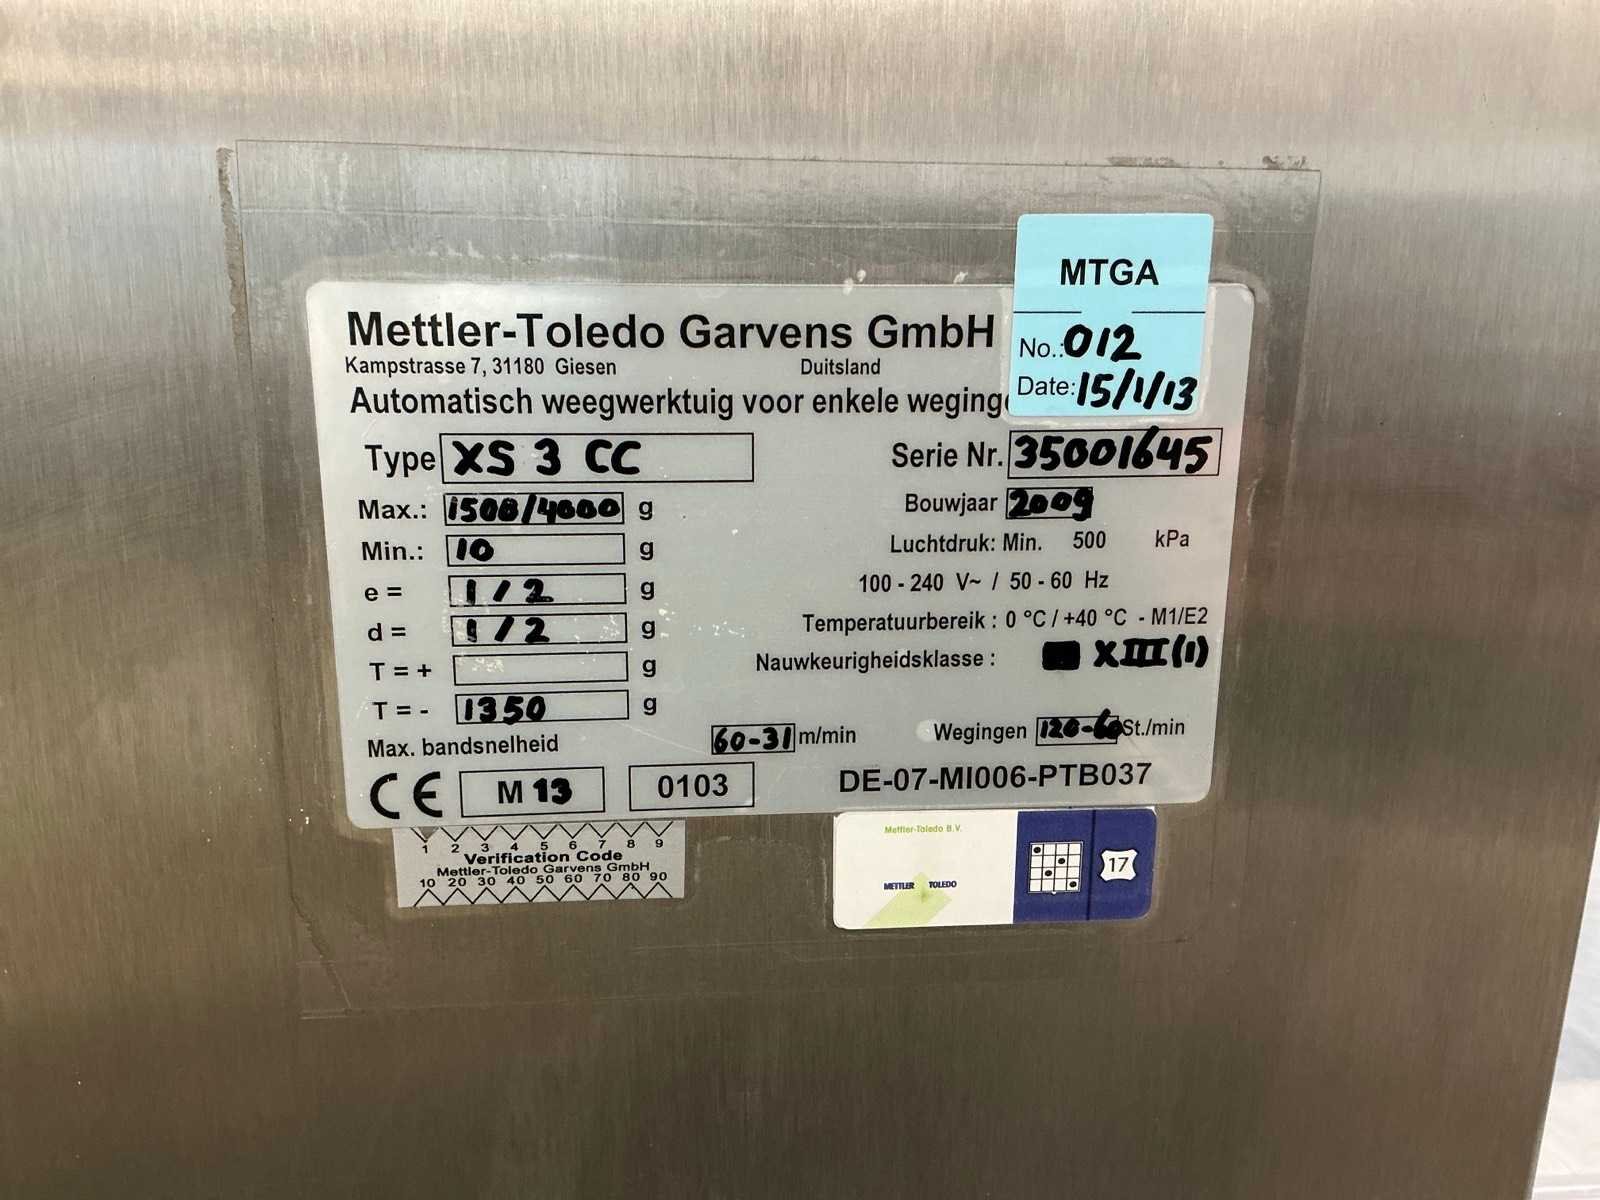 MTGA
No.: 012
Date: 15/1/13
Mettler-Toledo Garvens GmbH
Kampstrasse 7, 31180 Giesen Duitsland
Automatisch weegwerktuig voor enkele
Type XS 3 CC Serie Nr. 35001645
Max.: 1500/4000 g Bouwjaar 2009
Min.: 10 g Luchtdruk: Min. 500 kPa
e = 1/2 g 100 - 240 V~ / 50 - 60 Hz
d = 1/2 g Temperatuurbereik : 0 °C / +40 °C - M1/E2
T = + g Nauwkeurigheidsklasse : XIII(1)
T = - 1350 g
Max. bandsnelheid 60-31 m/min Wegingen 120-60 St./min
CE M 13 0103 DE-07-MI006-PTB037
1 2 3 4 5 6 7 8 9
Verification Code
Mettler-Toledo Garvens GmbH
10 20 30 40 50 60 70 80 90
Mettler-Toledo B.V.
METTLER TOLEDO
17